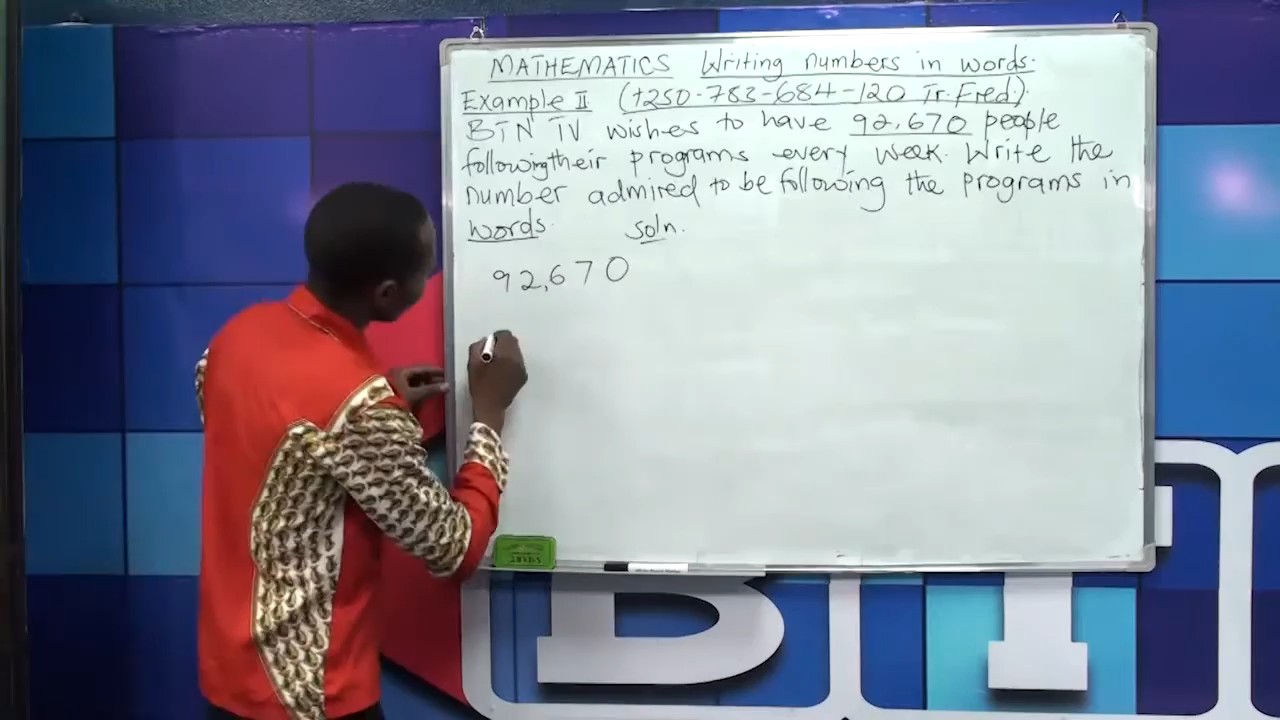 MATHEMATICS Writing numbers in words.
Example II (+250-783-684-120 Tr. Fred).
BTN TV wishes to have 92,670 people
following their programs every week. Write the
number admired to be following the programs in
words. soln.
92,670
BT